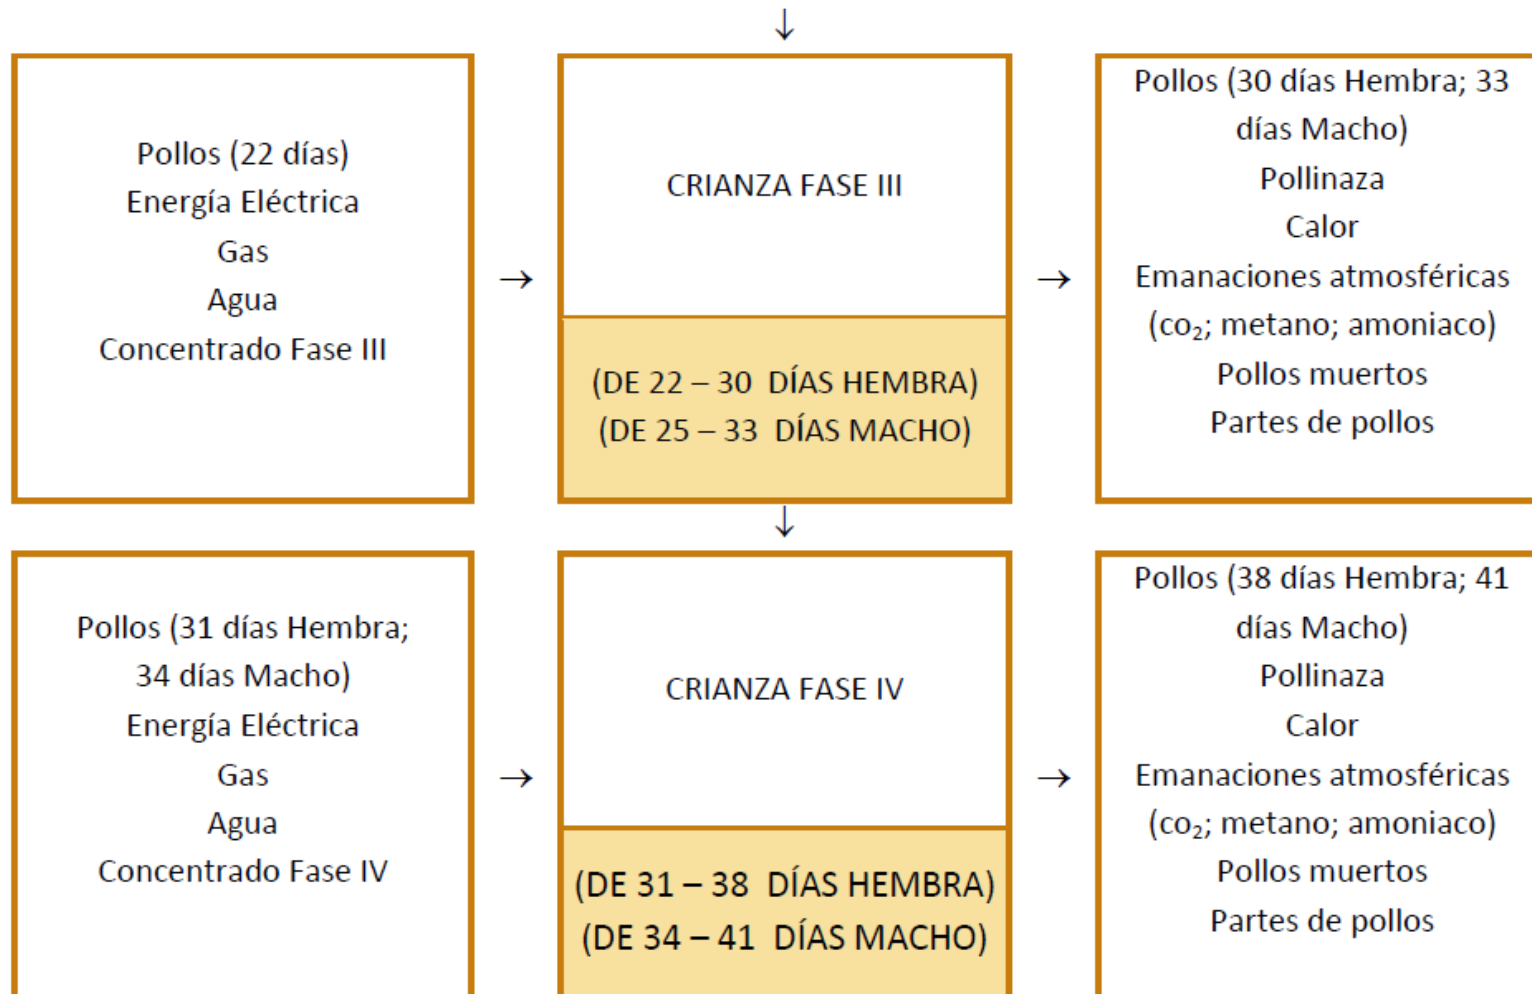 ↓
Pollos (22 días)
Energía Eléctrica
Gas
Agua
Concentrado Fase III
→
CRIANZA FASE III
(DE 22 – 30 DÍAS HEMBRA)
(DE 25 – 33 DÍAS MACHO)
→
Pollos (30 días Hembra; 33
días Macho)
Pollinaza
Calor
Emanaciones atmosféricas
(co₂; metano; amoniaco)
Pollos muertos
Partes de pollos
↓
Pollos (31 días Hembra;
34 días Macho)
Energía Eléctrica
Gas
Agua
Concentrado Fase IV
→
CRIANZA FASE IV
(DE 31 – 38 DÍAS HEMBRA)
(DE 34 – 41 DÍAS MACHO)
→
Pollos (38 días Hembra; 41
días Macho)
Pollinaza
Calor
Emanaciones atmosféricas
(co₂; metano; amoniaco)
Pollos muertos
Partes de pollos